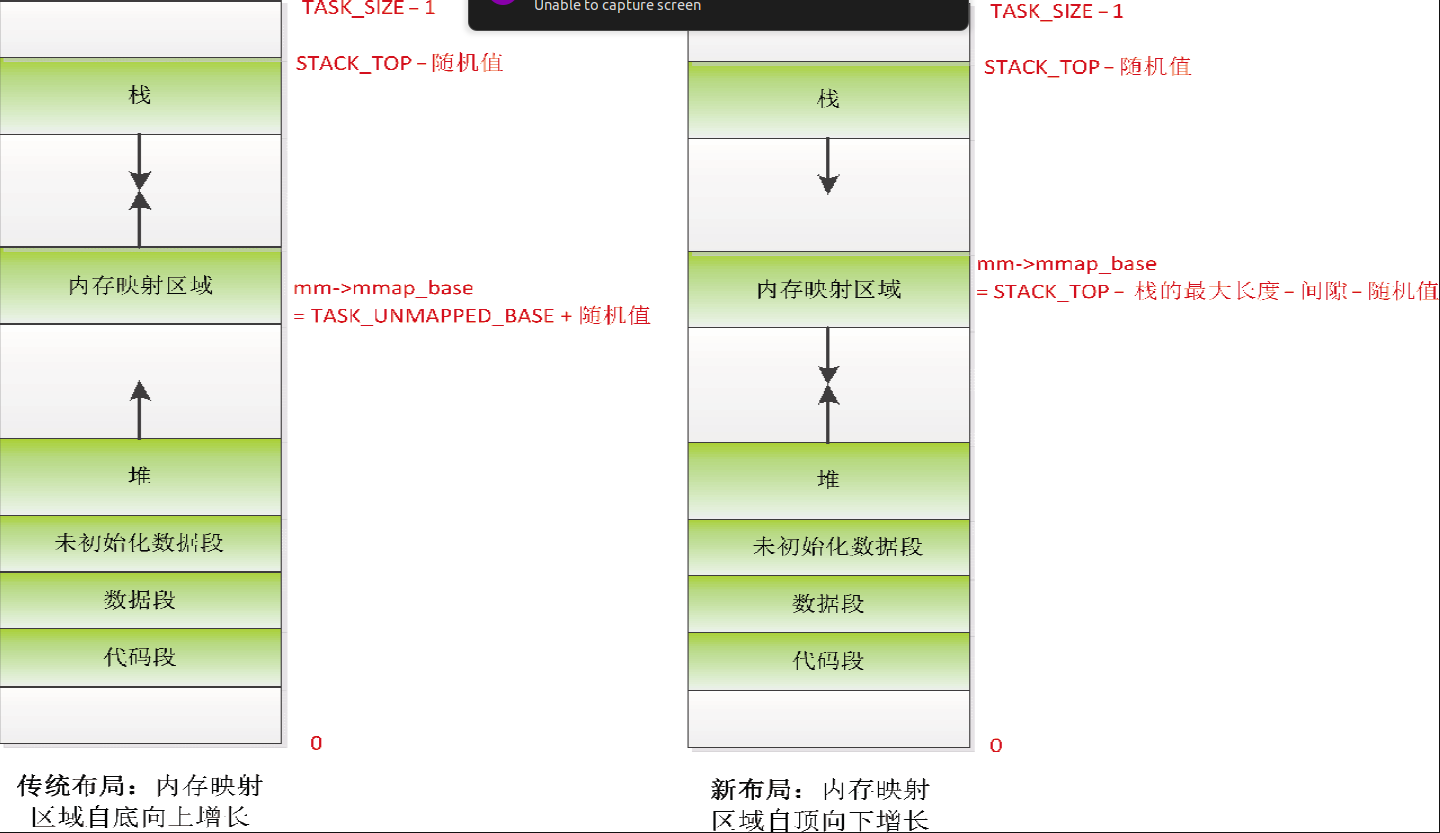 Unable to capture screen
TASK_SIZE – 1
STACK_TOP – 随机值
栈
内存映射区域
mm->mmap_base
= TASK_UNMAPPED_BASE + 随机值
堆
未初始化数据段
数据段
代码段
0
传统布局：内存映射
区域自底向上增长
TASK_SIZE – 1
STACK_TOP – 随机值
栈
内存映射区域
mm->mmap_base
= STACK_TOP – 栈的最大长度 – 间隙 – 随机值
堆
未初始化数据段
数据段
代码段
0
新布局：内存映射
区域自顶向下增长